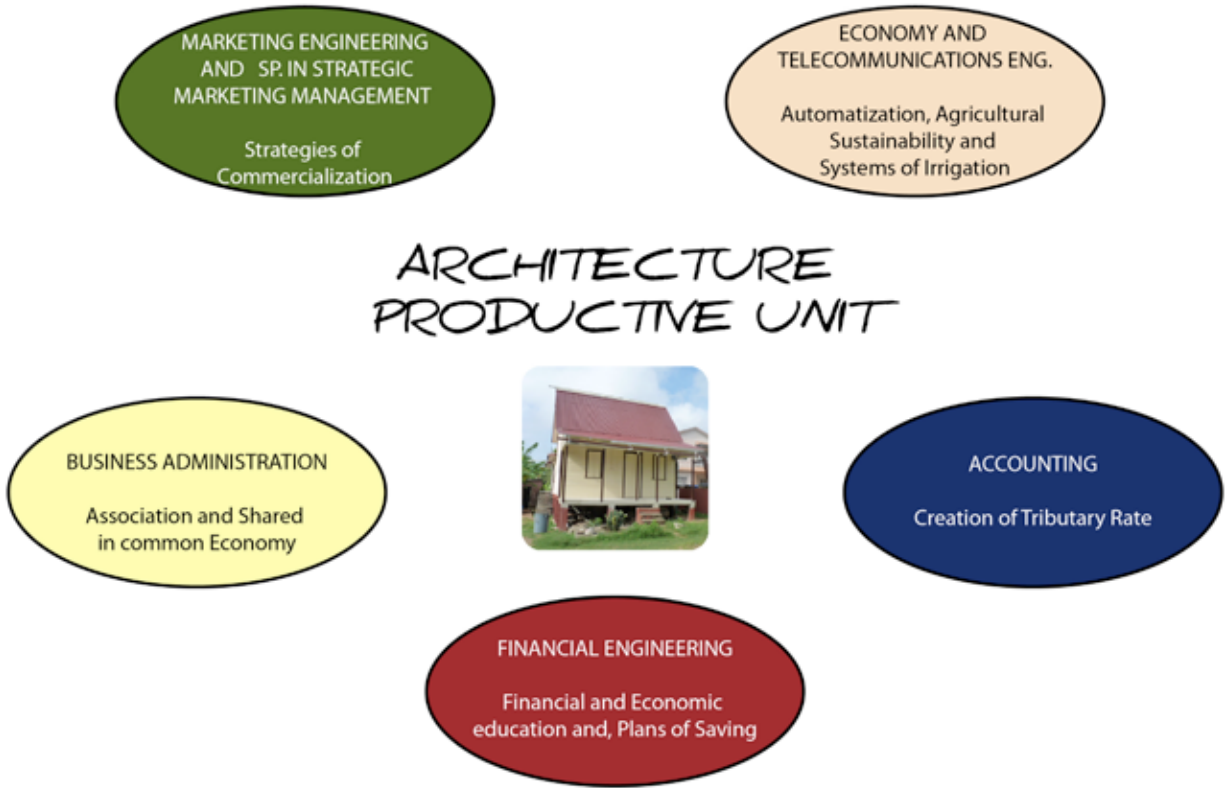 MARKETING ENGINEERING
AND SP. IN STRATEGIC
MARKETING MANAGEMENT
Strategies of
Commercialization
ECONOMY AND
TELECOMMUNICATIONS ENG.
Automatization, Agricultural
Sustainability and
Systems of Irrigation
ARCHITECTURE
PRODUCTIVE UNIT
BUSINESS ADMINISTRATION
Association and Shared
in common Economy
ACCOUNTING
Creation of Tributary Rate
FINANCIAL ENGINEERING
Financial and Economic
education and, Plans of Saving